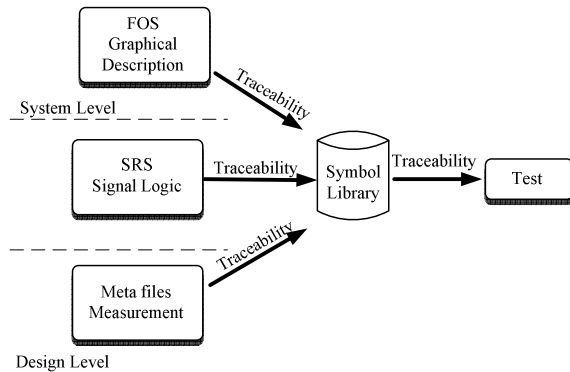 FOS
Graphical
Description
Traceability
System Level
SRS
Signal Logic
Traceability
Symbol
Library
Traceability
Test
Traceability
Meta files
Measurement
Design Level